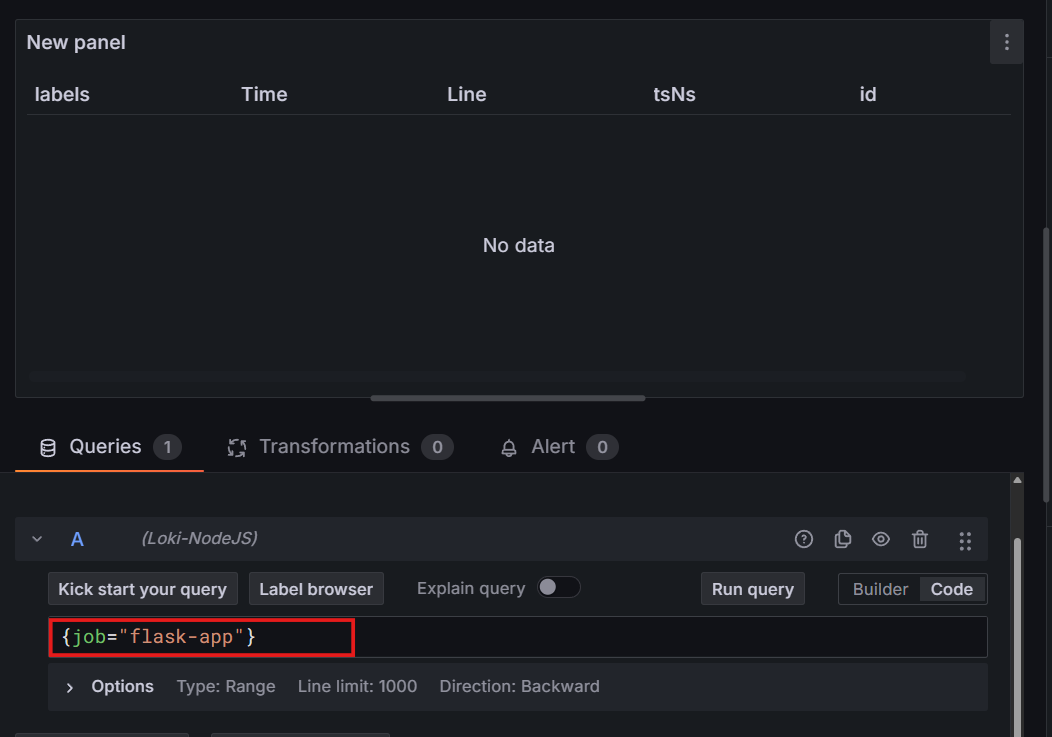 New panel
labels Time Line tsNs id
No data
Queries 1 Transformations 0 Alert 0
A (Loki-NodeJS)
Kick start your query Label browser Explain query Run query Builder Code
{job="flask-app"}
Options Type: Range Line limit: 1000 Direction: Backward